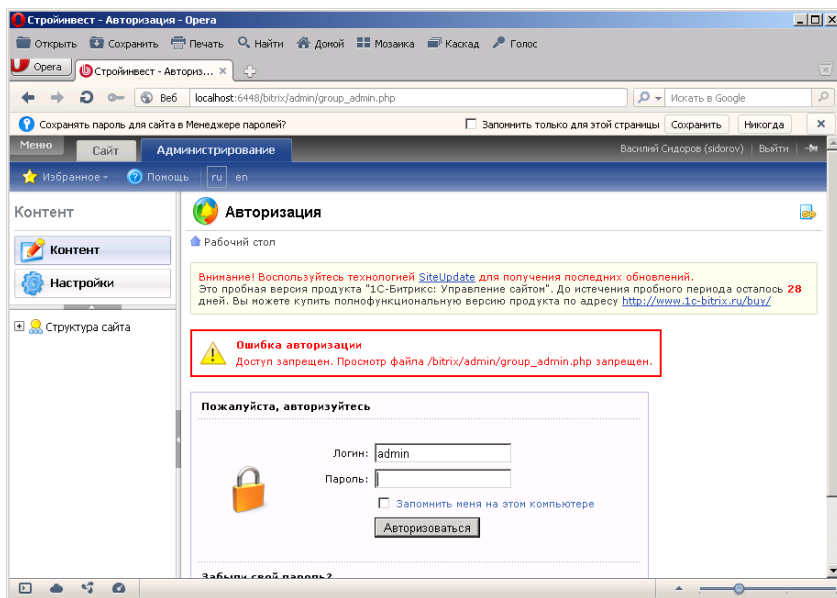 Стройинвест - Авторизация - Opera
Открыть Сохранить Печать Найти Домой Мозаика Каскад Голос
Opera Стройинвест - Авториз...
Веб localhost:6448/bitrix/admin/group_admin.php Искать в Google
Сохранять пароль для сайта в Менеджере паролей? Запомнить только для этой страницы Сохранить Никогда
Меню Сайт Администрирование Василий Сидоров (sidorov) Выйти
Избранное Помощь ru en
Контент
Авторизация
Рабочий стол
Контент
Настройки
Структура сайта
Внимание! Воспользуйтесь технологией SiteUpdate для получения последних обновлений.
Это пробная версия продукта "1С-Битрикс: Управление сайтом". До истечения пробного периода осталось 28
дней. Вы можете купить полнофункциональную версию продукта по адресу http://www.1c-bitrix.ru/buy/
Ошибка авторизации
Доступ запрещен. Просмотр файла /bitrix/admin/group_admin.php запрещен.
Пожалуйста, авторизуйтесь
Логин: admin
Пароль:
Запомнить меня на этом компьютере
Авторизоваться
Забыли свой пароль?